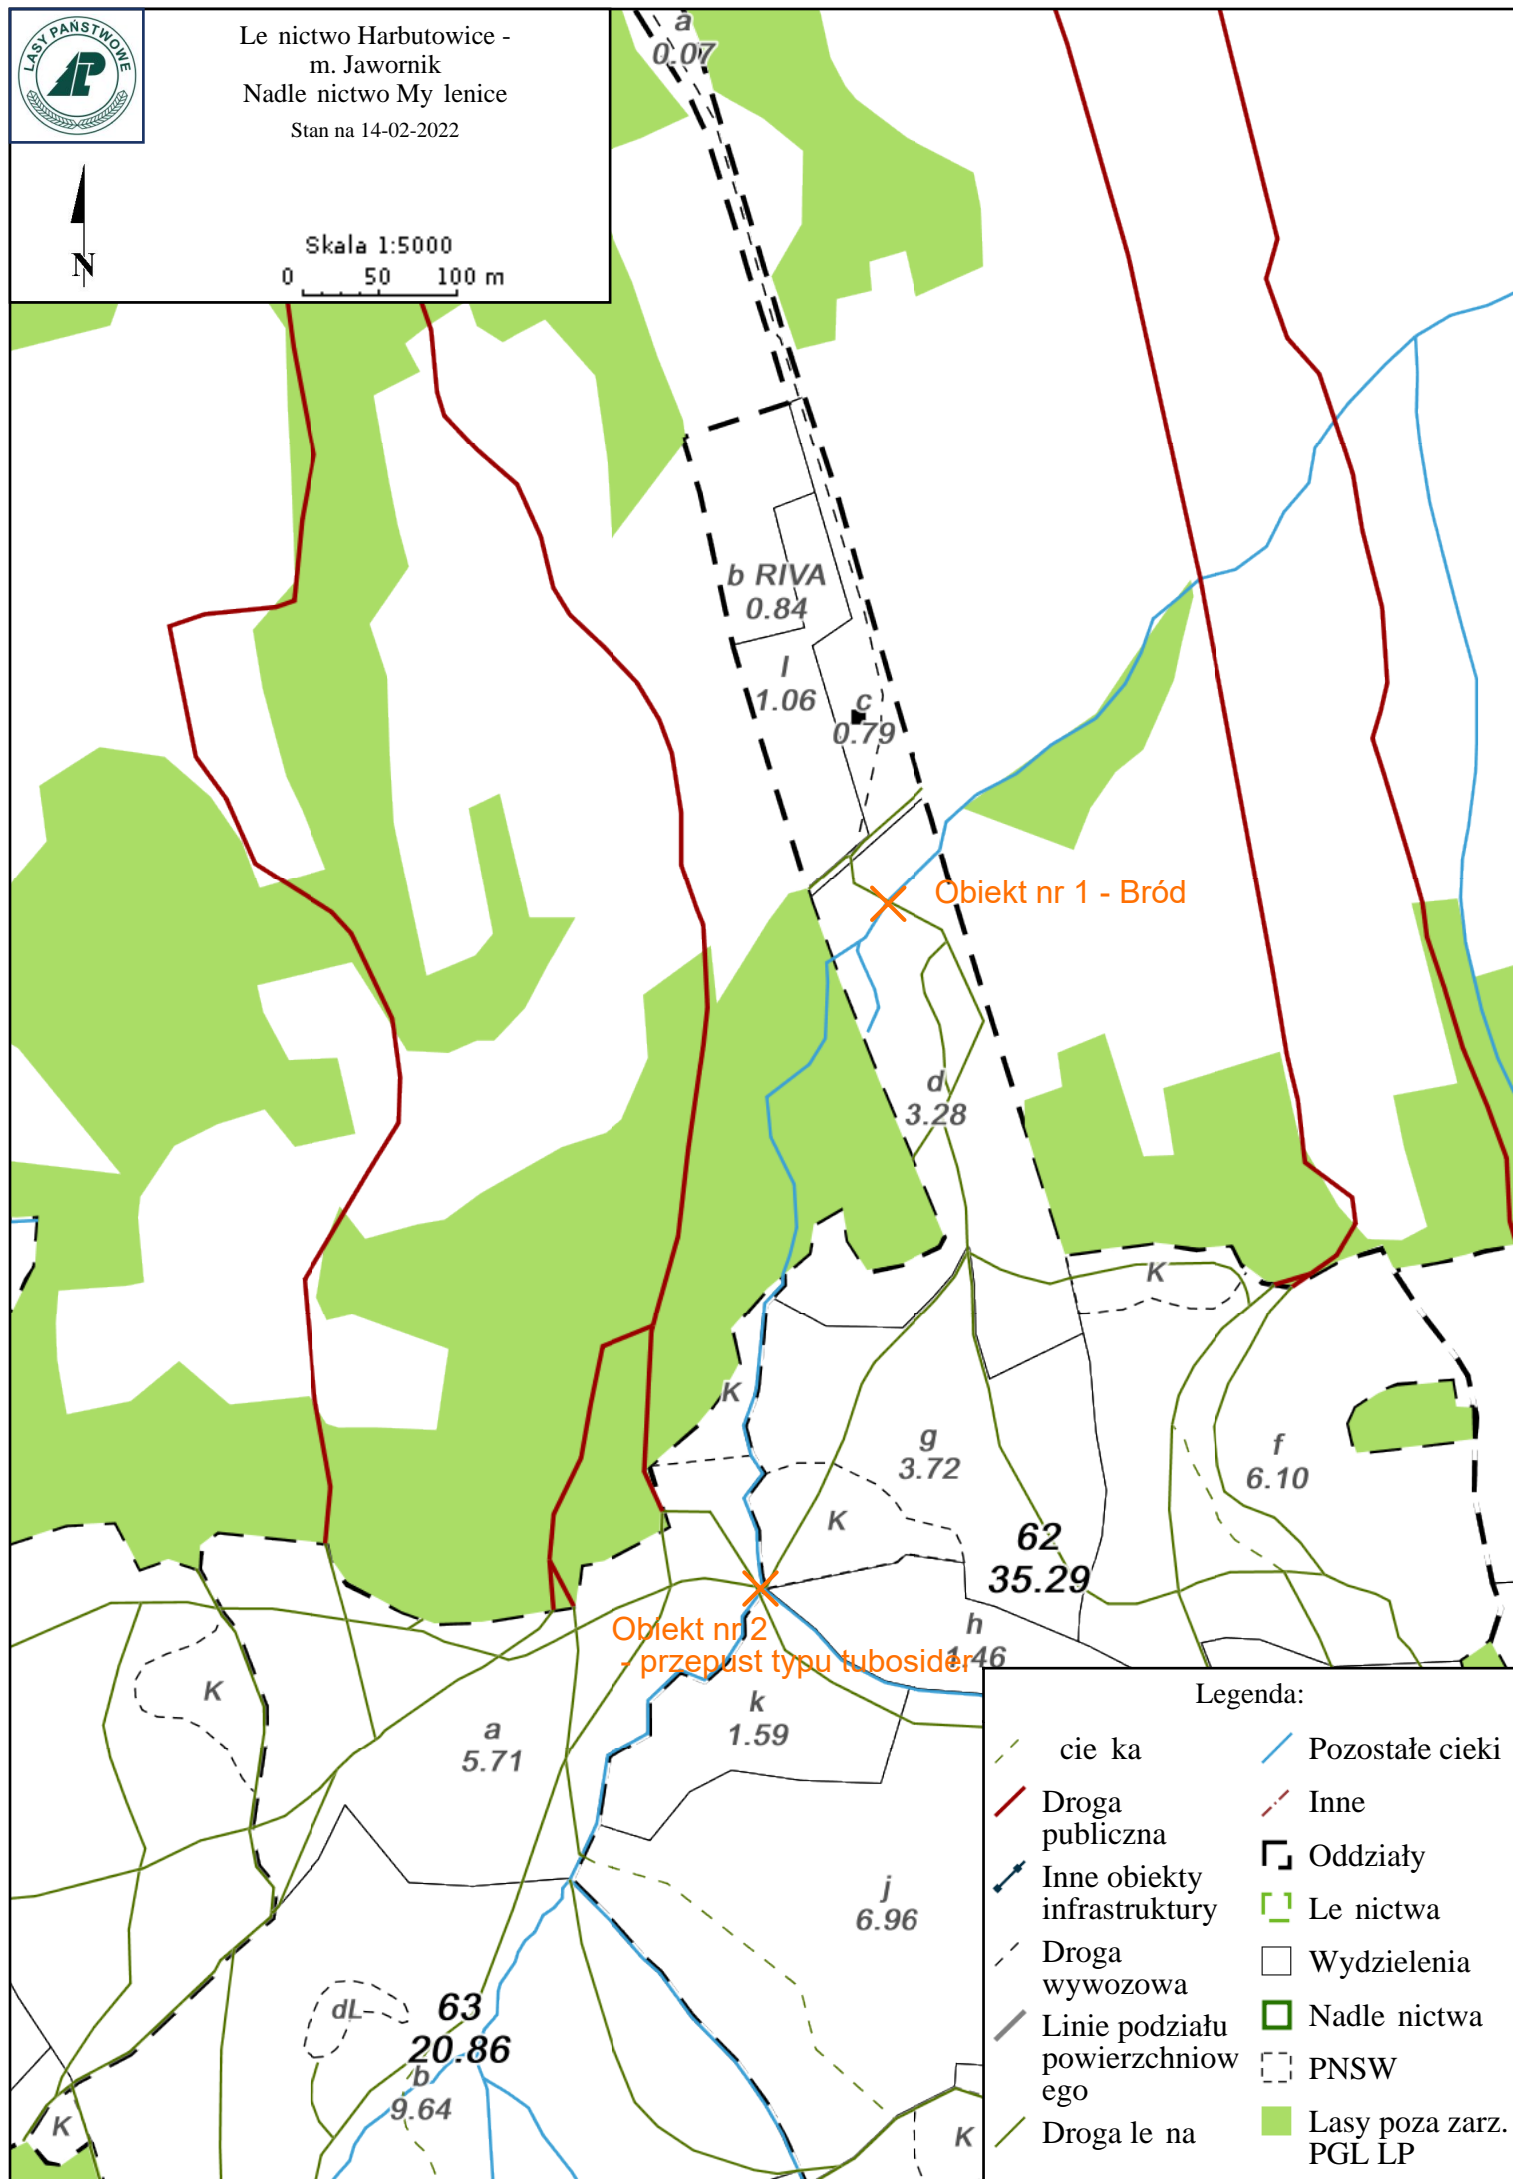 LASY PAŃSTWOWE
LP
Le nictwo Harbutowice -
m. Jawornik
Nadle nictwo My lenice
Stan na 14-02-2022
N
Skala 1:5000
0 50 100 m
a
0.07
b RIVA
0.84
l
1.06
c
0.79
Obiekt nr 1 - Bród
d
3.28
K
K
g
3.72
f
6.10
K
62
35.29
Obiekt nr 2
- przepust typu tubosider
h
1.46
K
k
1.59
a
5.71
j
6.96
dL
63
20.86
b
9.64
K
K
Legenda:
cie ka
Droga
publiczna
Inne obiekty
infrastruktury
Droga
wywozowa
Linie podziału
powierzchniow
ego
Droga le na
Pozostałe cieki
Inne
Oddziały
Le nictwa
Wydzielenia
Nadle nictwa
PNSW
Lasy poza zarz.
PGL LP